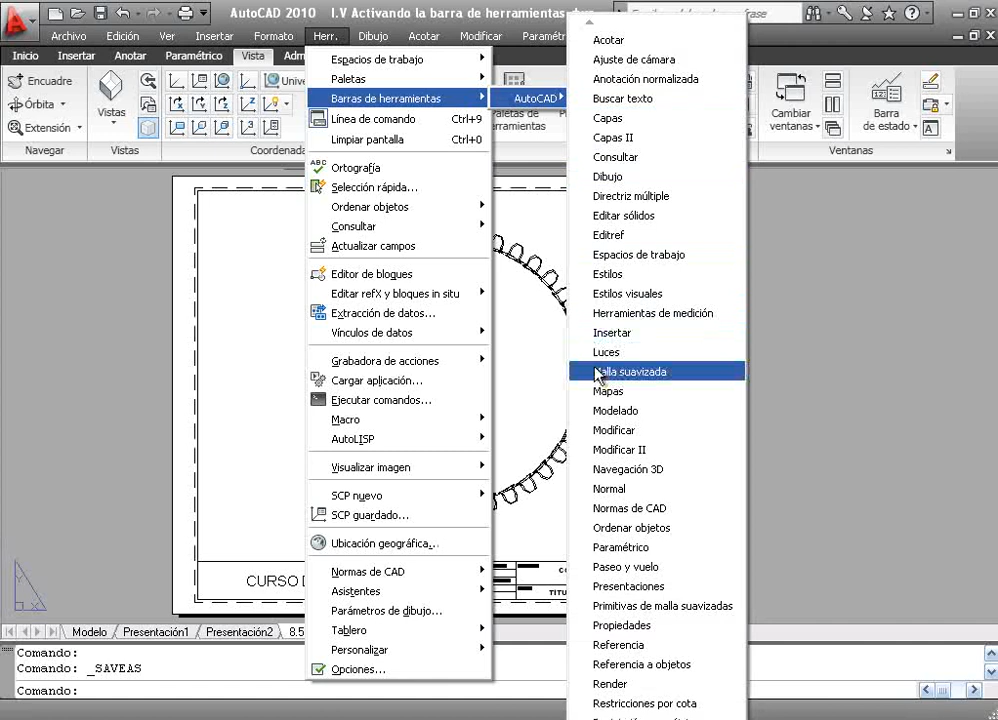 AutoCAD 2010 I.V Activando la barra de herramientas
frase
Archivo Edición Ver Insertar Formato Herr. Dibujo Acotar Modificar Paramétr
Inicio Insertar Anotar Paramétrico Vista
Encuadre
Órbita
Extensión
Navegar
Vistas
Vistas
Coordena
Espacios de trabajo
Paletas
Barras de herramientas
Línea de comando Ctrl+9
Limpiar pantalla Ctrl+0
Ortografía
Selección rápida...
Ordenar objetos
Consultar
Actualizar campos
Editor de bloques
Editar refX y bloques in situ
Extracción de datos...
Vínculos de datos
Grabadora de acciones
Cargar aplicación...
Ejecutar comandos...
Macro
AutoLISP
Visualizar imagen
SCP nuevo
SCP guardado...
Ubicación geográfica...
Normas de CAD
Asistentes
Parámetros de dibujo...
Tablero
Personalizar
Opciones...
AutoCAD
Paletas de
Acotar
Ajuste de cámara
Anotación normalizada
Buscar texto
Capas
Capas II
Consultar
Dibujo
Directriz múltiple
Editar sólidos
Editref
Espacios de trabajo
Estilos
Estilos visuales
Herramientas de medición
Insertar
Luces
Malla suavizada
Mapas
Modelado
Modificar
Modificar II
Navegación 3D
Normal
Normas de CAD
Ordenar objetos
Paramétrico
Paseo y vuelo
Presentaciones
Primitivas de malla suavizadas
Propiedades
Referencia
Referencia a objetos
Render
Restricciones por cota
Cambiar
ventanas
Barra
de estado
Ventanas
CURSO D
TITU
Modelo Presentación1 Presentación2 8.5
Comando:
Comando: _SAVEAS
Comando: